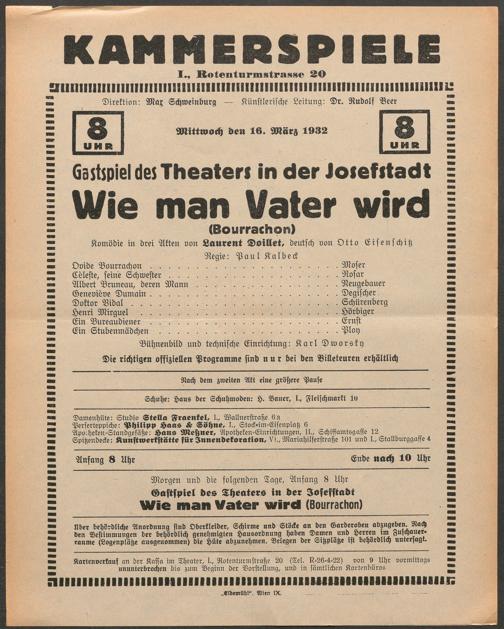 KAMMERSPIELE
I., Rotenturmstrasse 20
Direktion: Max Schweinburg — Künstlerische Leitung: Dr. Rudolf Beer
8 UHR
Mittwoch den 16. März 1932
8 UHR
Gastspiel des Theaters in der Josefstadt
Wie man Vater wird
(Bourrachon)
Komödie in drei Akten von Laurent Doillet, deutsch von Otto Eisenschitz
Regie: Paul Kalbeck
Ovide Bourrachon . . . . . . . . . . . . . . . . Moser
Céleste, seine Schwester . . . . . . . . . . . . . . . . Rosar
Albert Bruneau, deren Mann . . . . . . . . . . . . . . . . Neugebauer
Geneviève Dumain . . . . . . . . . . . . . . . . Degischer
Doktor Vidal . . . . . . . . . . . . . . . . Schürenberg
Henri Mirguel . . . . . . . . . . . . . . . . Hörbiger
Ein Bureaudiener . . . . . . . . . . . . . . . . Ernst
Ein Stubenmädchen . . . . . . . . . . . . . . . . Ploy
Bühnenbild und technische Einrichtung: Karl Dworsky
Die richtigen offiziellen Programme sind nur bei den Billeteuren erhältlich
Nach dem zweiten Akt eine größere Pause
Schuhe: Haus der Schuhmoden: H. Bauer, I., Fleischmarkt 10
Damenhüte: Studio Stella Fraenkel, I., Wallnerstraße 6a
Perserteppiche: Philipp Haas & Söhne, I., Stock-im-Eisenplatz 6
Apotheken-Standgefäße: Hans Meßner, Apotheken-Einrichtungen, II., Schiffamtsgasse 12
Spitzendeck: Kunstwerkstätte für Innendekoration, VI., Mariahilferstraße 101 und I., Stallburggasse 4
Anfang 8 Uhr
Ende nach 10 Uhr
Morgen und die folgenden Tage, Anfang 8 Uhr
Gastspiel des Theaters in der Josefstadt
Wie man Vater wird (Bourrachon)
Über behördliche Anordnung sind Oberkleider, Schirme und Stöcke an den Garderoben abzugeben. Nach
den Bestimmungen der behördlich genehmigten Hausordnung haben Damen und Herren im Zuschauer-
raume (Logenplätze ausgenommen) die Hüte abzunehmen. Belegen der Sitzplätze ist behördlich untersagt.
Kartenverkauf an der Kassa im Theater, I., Rotenturmstraße 20 (Tel. R-26-4-22) von 9 Uhr vormittags
ununterbrochen bis zum Beginn der Vorstellung, und in sämtlichen Kartenbüros
„Elbemühl“, Wien IX.